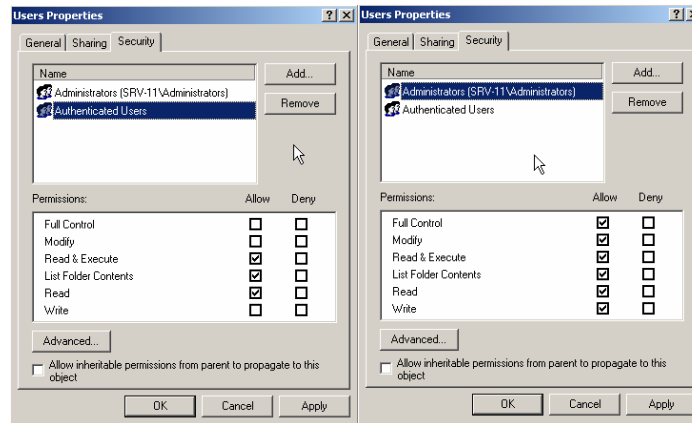 Users Properties
General Sharing Security
Name
Add...
Administrators (SRV-11\Administrators)
Authenticated Users
Remove
Permissions: Allow Deny
Full Control
Modify
Read & Execute
List Folder Contents
Read
Write
Advanced...
Allow inheritable permissions from parent to propagate to this
object
OK Cancel Apply
Users Properties
General Sharing Security
Name
Add...
Administrators (SRV-11\Administrators)
Authenticated Users
Remove
Permissions: Allow Deny
Full Control
Modify
Read & Execute
List Folder Contents
Read
Write
Advanced...
Allow inheritable permissions from parent to propagate to this
object
OK Cancel Apply